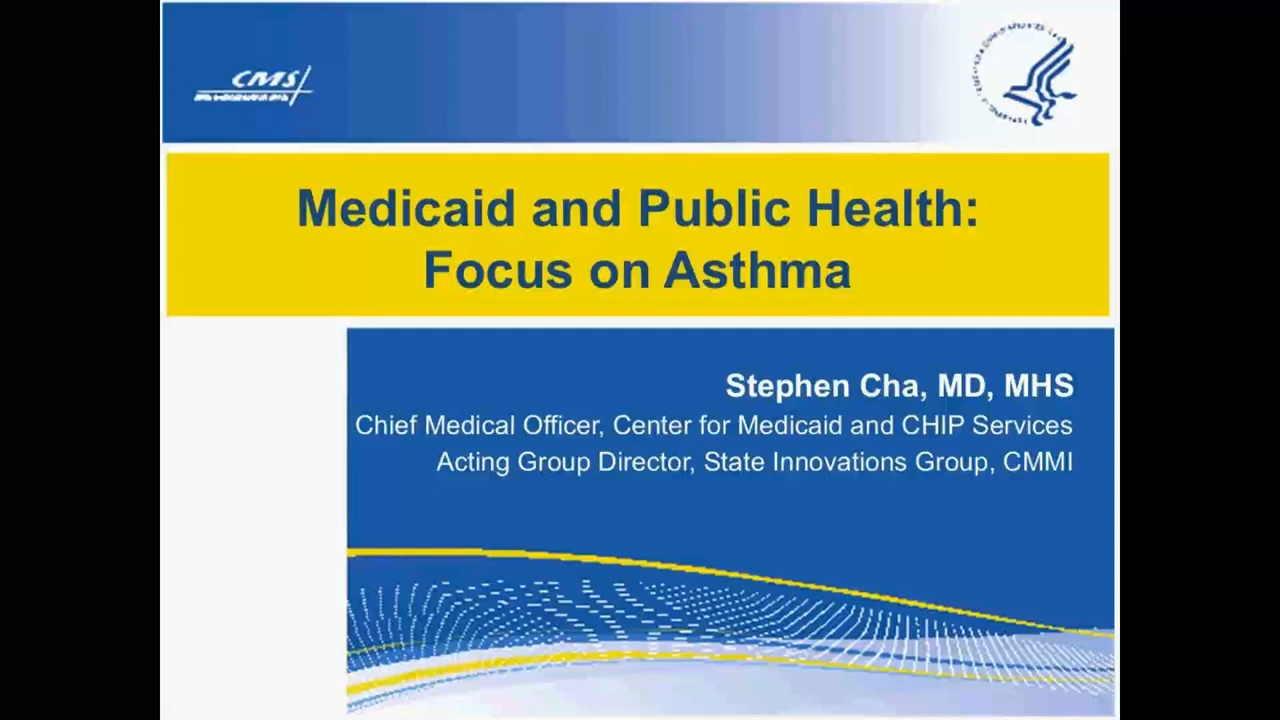 CMS
Medicaid and Public Health:
Focus on Asthma
Stephen Cha, MD, MHS
Chief Medical Officer, Center for Medicaid and CHIP Services
Acting Group Director, State Innovations Group, CMMI